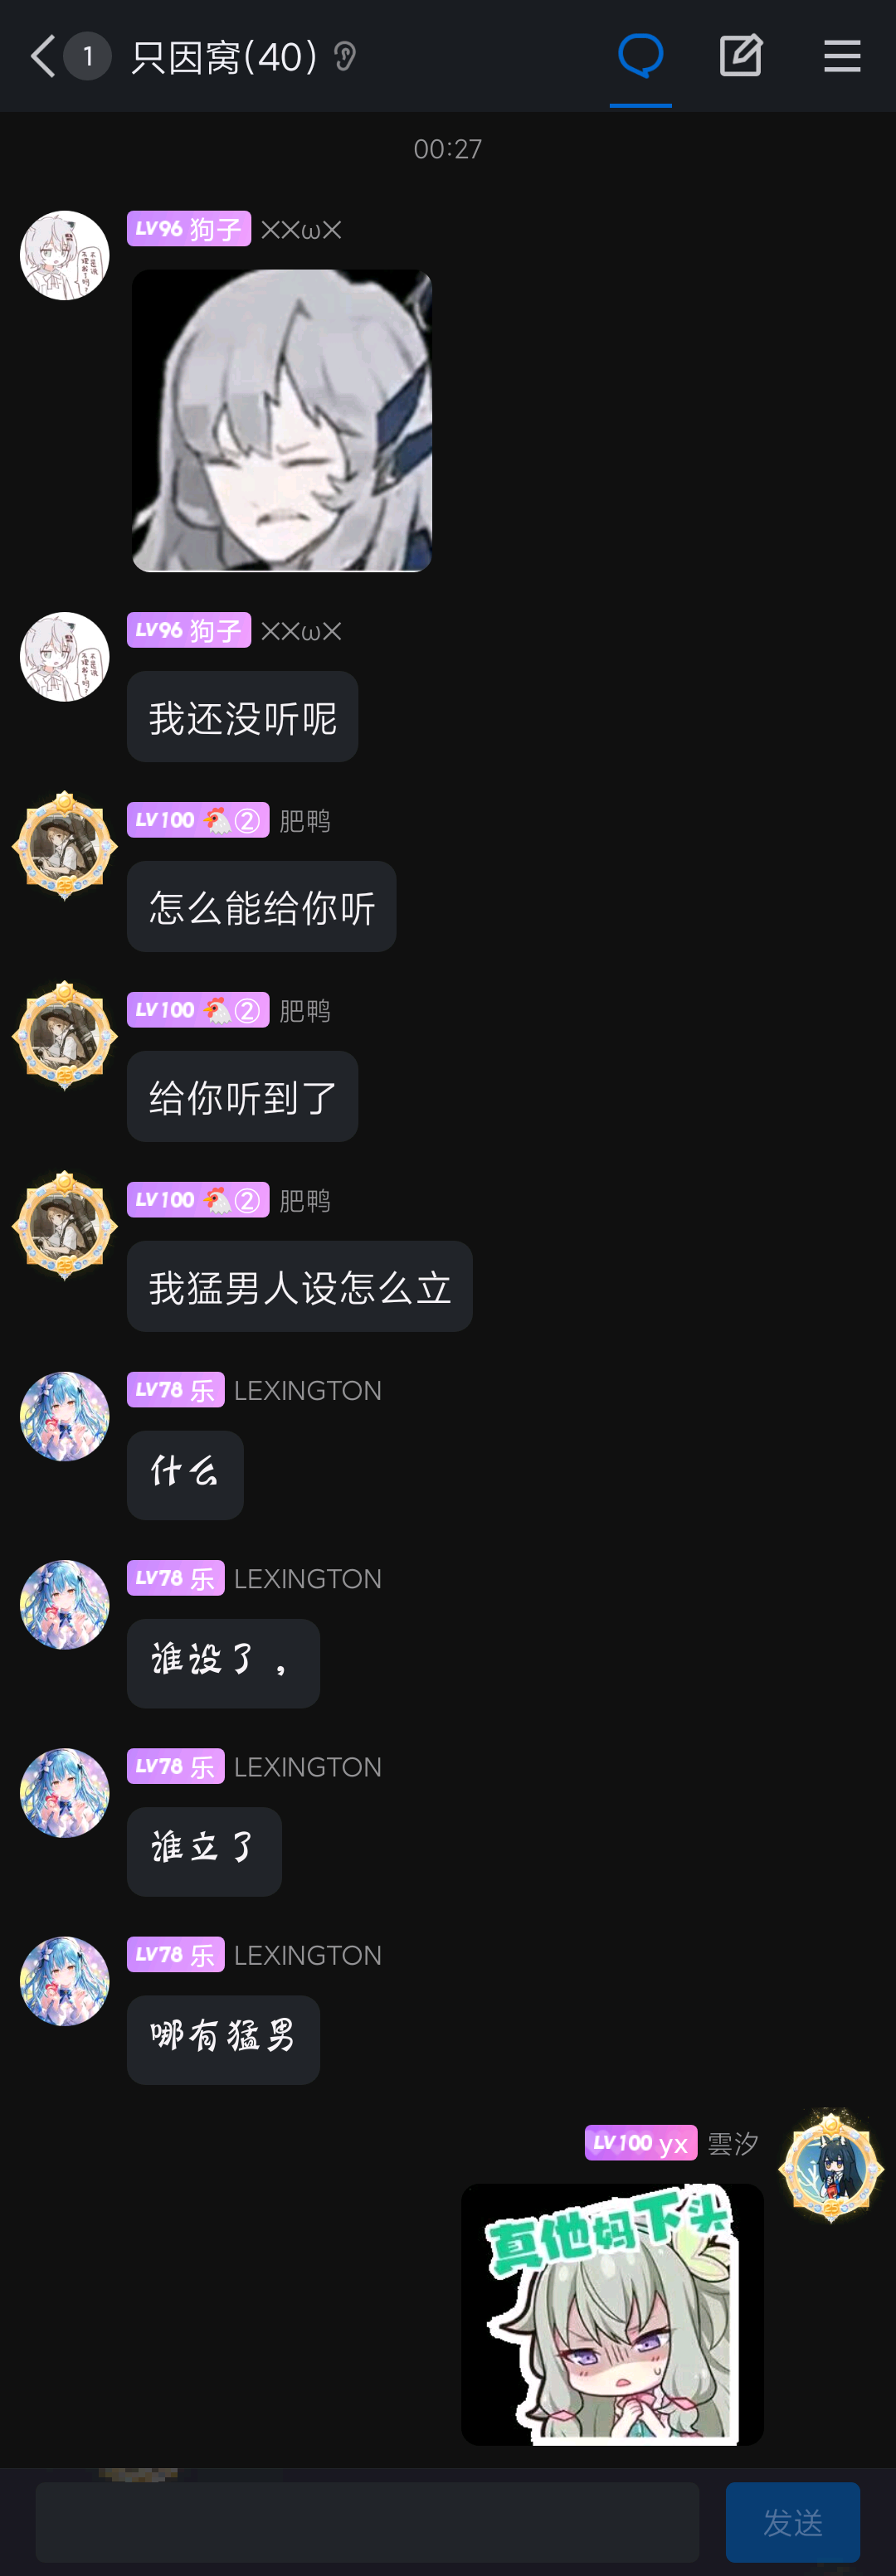 1
只因窝(40)
00:27
LV96 狗子 ××ω×
LV96 狗子 ××ω×
我还没听呢
LV100 🐔② 肥鸭
怎么能给你听
LV100 🐔② 肥鸭
给你听到了
LV100 🐔② 肥鸭
我猛男人设怎么立
LV78 乐 LEXINGTON
什么
LV78 乐 LEXINGTON
谁设了，
LV78 乐 LEXINGTON
谁立了
LV78 乐 LEXINGTON
哪有猛男
LV100 yx 雲汐
真他妈下头
发送